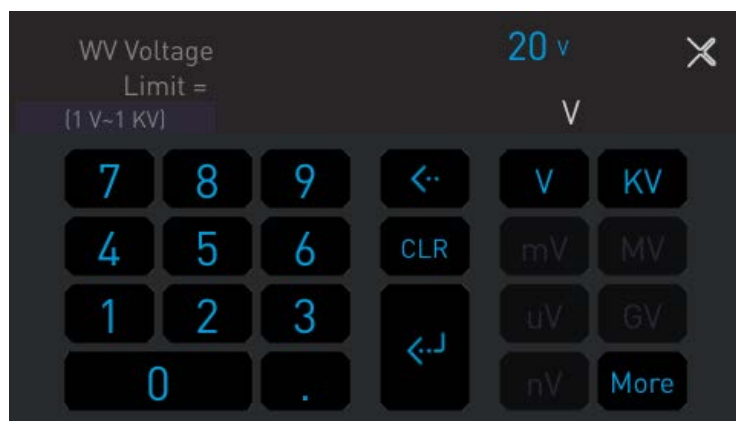 WV Voltage
Limit =
(1 V~1 KV)
20 V
V
7 8 9 V KV
4 5 6 CLR mV MV
1 2 3 uV GV
0 . nV More